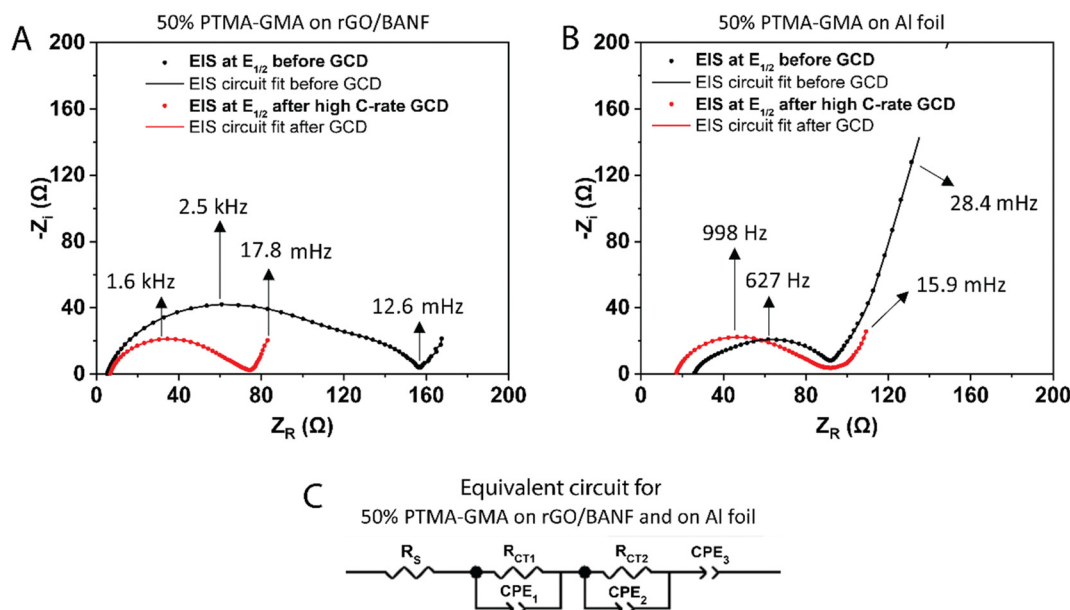 A
50% PTMA-GMA on rGO/BANF
EIS at E1/2 before GCD
EIS circuit fit before GCD
EIS at E1/2 after high C-rate GCD
EIS circuit fit after GCD
200
160
120
80
40
0
-Zi (Ω)
2.5 kHz
1.6 kHz
17.8 mHz
12.6 mHz
0 40 80 120 160 200
ZR (Ω)
B
50% PTMA-GMA on Al foil
EIS at E1/2 before GCD
EIS circuit fit before GCD
EIS at E1/2 after high C-rate GCD
EIS circuit fit after GCD
200
160
120
80
40
0
-Zi (Ω)
998 Hz
627 Hz
28.4 mHz
15.9 mHz
0 40 80 120 160 200
ZR (Ω)
C
Equivalent circuit for
50% PTMA-GMA on rGO/BANF and on Al foil
RS RCT1 RCT2 CPE3
CPE1 CPE2